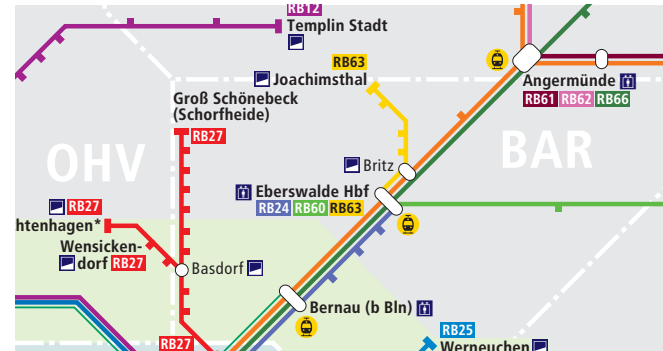 RB12
Templin Stadt
RB63
Joachimsthal
Groß Schönebeck
(Schorfheide)
RB27
Angermünde
RB61 RB62 RB66
OHV
BAR
Britz
Eberswalde Hbf
RB24 RB60 RB63
RB27
htenhagen*
Wensicken-
dorf RB27
Basdorf
Bernau (b Bln)
RB27
RB25
Werneuchen